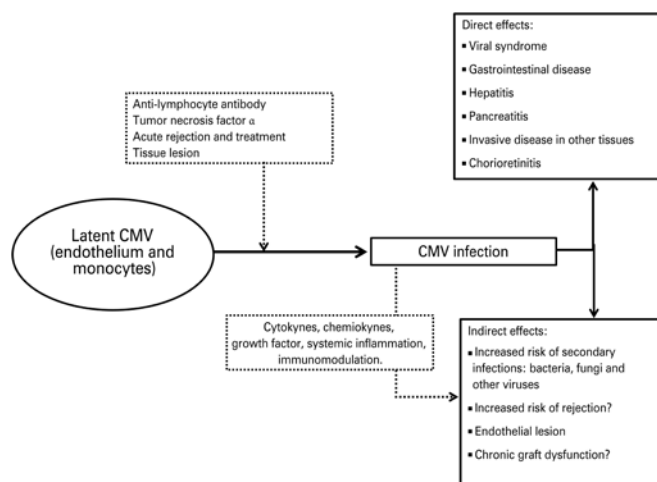 Direct effects:
▪ Viral syndrome
▪ Gastrointestinal disease
▪ Hepatitis
▪ Pancreatitis
▪ Invasive disease in other tissues
▪ Chorioretinitis
Anti-lymphocyte antibody
Tumor necrosis factor α
Acute rejection and treatment
Tissue lesion
Latent CMV
(endothelium and
monocytes)
CMV infection
Cytokynes, chemiokynes,
growth factor, systemic inflammation,
immunomodulation.
Indirect effects:
▪ Increased risk of secondary
infections: bacteria, fungi and
other viruses
▪ Increased risk of rejection?
▪ Endothelial lesion
▪ Chronic graft dysfunction?